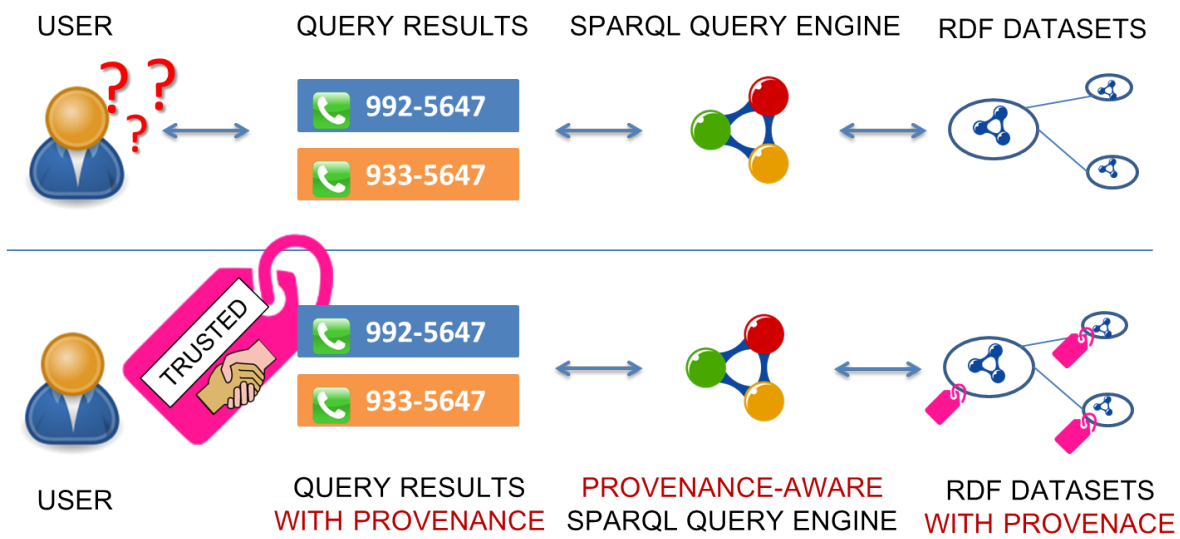 USER
QUERY RESULTS
SPARQL QUERY ENGINE
RDF DATASETS
? ? ?
992-5647
933-5647
TRUSTED
992-5647
933-5647
USER
QUERY RESULTS
WITH PROVENANCE
PROVENANCE-AWARE
SPARQL QUERY ENGINE
RDF DATASETS
WITH PROVENACE